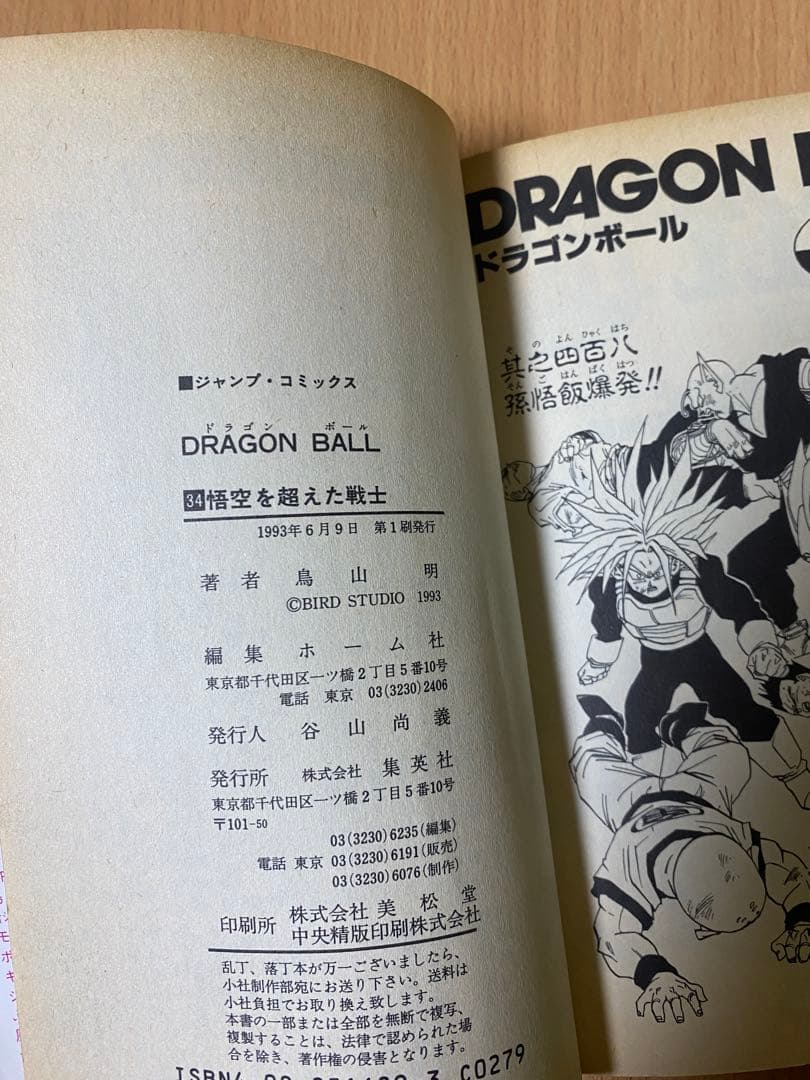 ■ジャンプ・コミックス
ドラゴン ボール
DRAGON BALL
34悟空を超えた戦士
1993年6月9日 第1刷発行
著者 鳥山 明
©BIRD STUDIO 1993
編集 ホーム社
東京都千代田区一ツ橋2丁目5番10号
電話 東京 03(3230)2406
発行人 谷山尚義
発行所 株式会社 集英社
東京都千代田区一ツ橋2丁目5番10号
〒101-50
03(3230)6235(編集)
電話 東京 03(3230)6191(販売)
03(3230)6076(制作)
印刷所 株式会社 美松堂
中央精版印刷株式会社
乱丁、落丁本が万一ございましたら、
小社制作部宛にお送り下さい。送料は
小社負担でお取り換え致します。
本書の一部または全部を無断で複写、
複製することは、法律で認められた場
合を除き、著作権の侵害となります。
ISBN4 3 C0279
DRAGON
ドラゴンボール
そのよんひゃくはち
其之四百八
そんごはんばくはつ
孫悟飯爆発!!